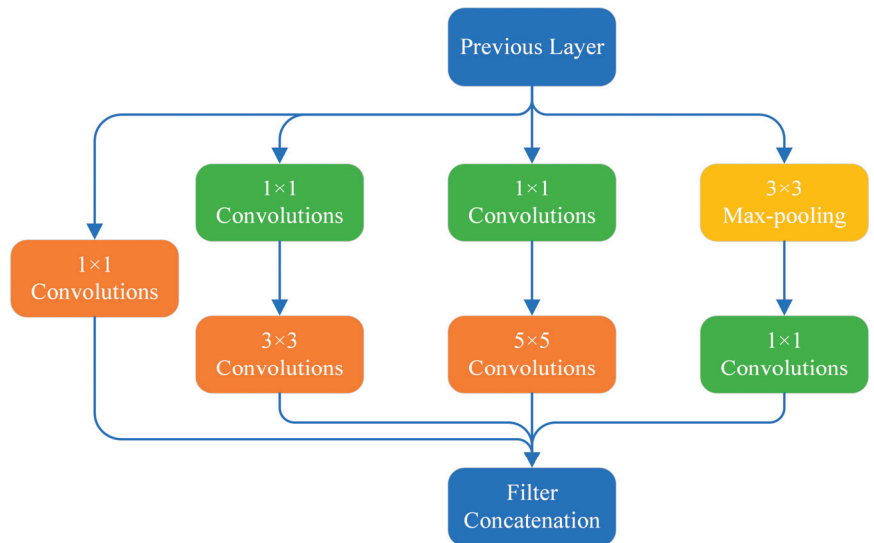 Previous Layer
1×1
Convolutions
1×1
Convolutions
3×3
Max-pooling
1×1
Convolutions
3×3
Convolutions
5×5
Convolutions
1×1
Convolutions
Filter
Concatenation